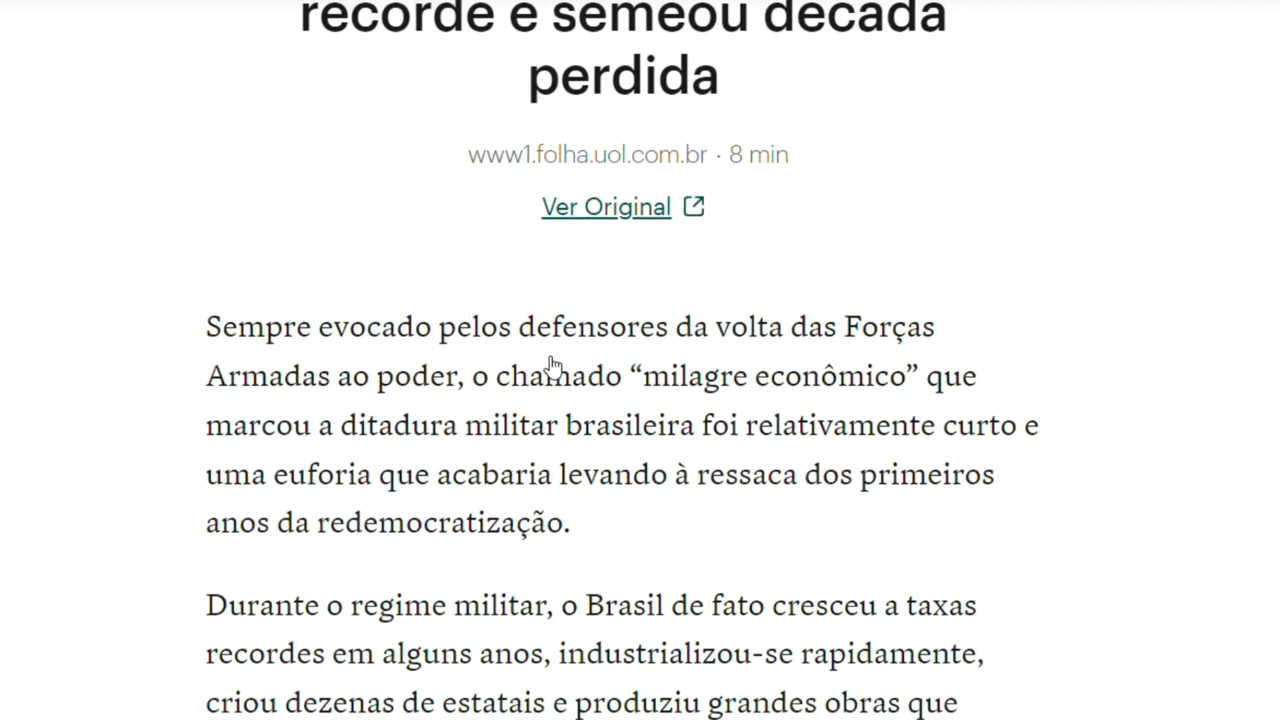 recorde e semeou década
perdida
www1.folha.uol.com.br · 8 min
Ver Original
Sempre evocado pelos defensores da volta das Forças
Armadas ao poder, o chamado “milagre econômico” que
marcou a ditadura militar brasileira foi relativamente curto e
uma euforia que acabaria levando à ressaca dos primeiros
anos da redemocratização.
Durante o regime militar, o Brasil de fato cresceu a taxas
recordes em alguns anos, industrializou-se rapidamente,
criou dezenas de estatais e produziu grandes obras que